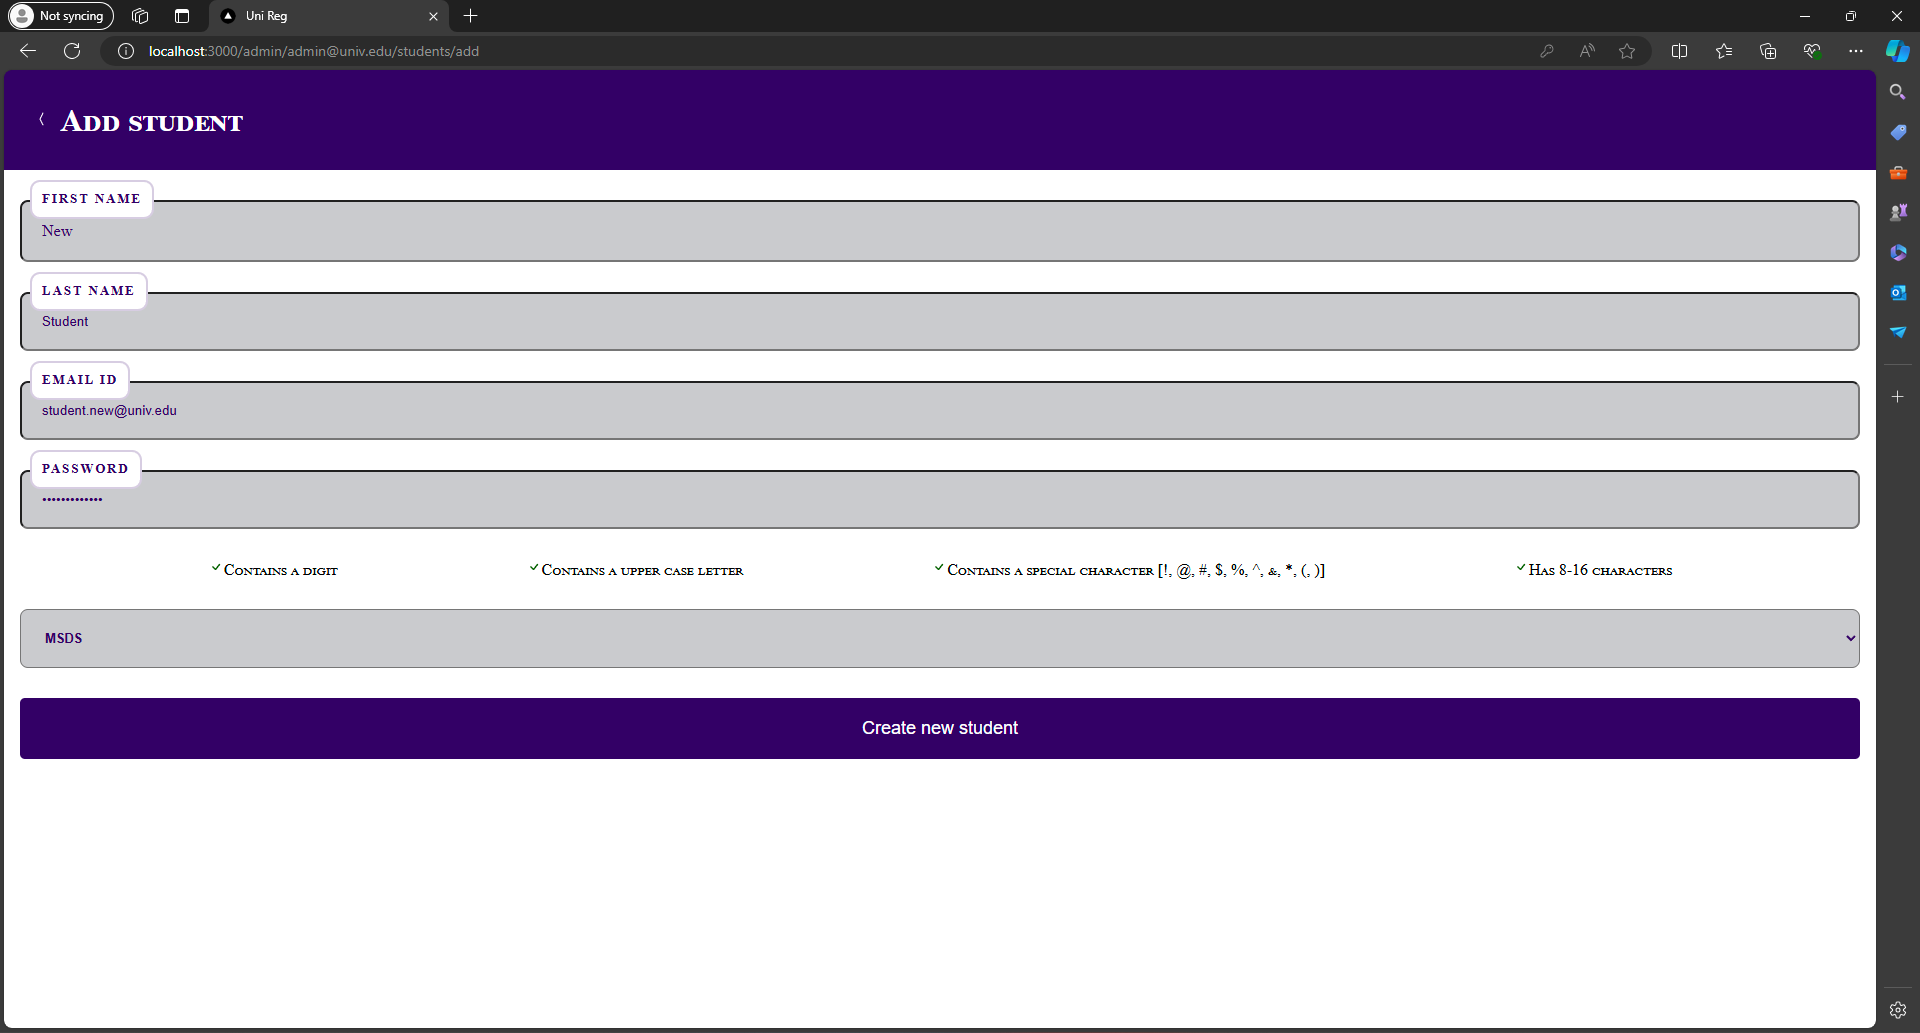 Not syncing
Uni Reg
localhost:3000/admin/admin@univ.edu/students/add
Add student
FIRST NAME
New
LAST NAME
Student
EMAIL ID
student.new@univ.edu
PASSWORD
•••••••••••••
Contains a digit
Contains a upper case letter
Contains a special character [!, @, #, $, %, ^, &, *, (, )]
Has 8-16 characters
MSDS
Create new student